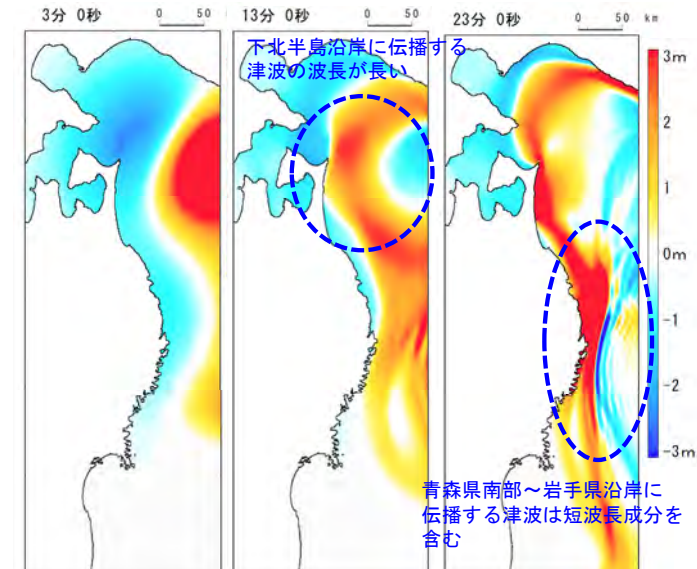 3分 0秒
0 50
13分 0秒
0 50
23分 0秒
0 50 km
下北半島沿岸に伝播する
津波の波長が長い
3m
2
1
0m
-1
-2
-3m
青森県南部～岩手県沿岸に
伝播する津波は短波長成分を
含む